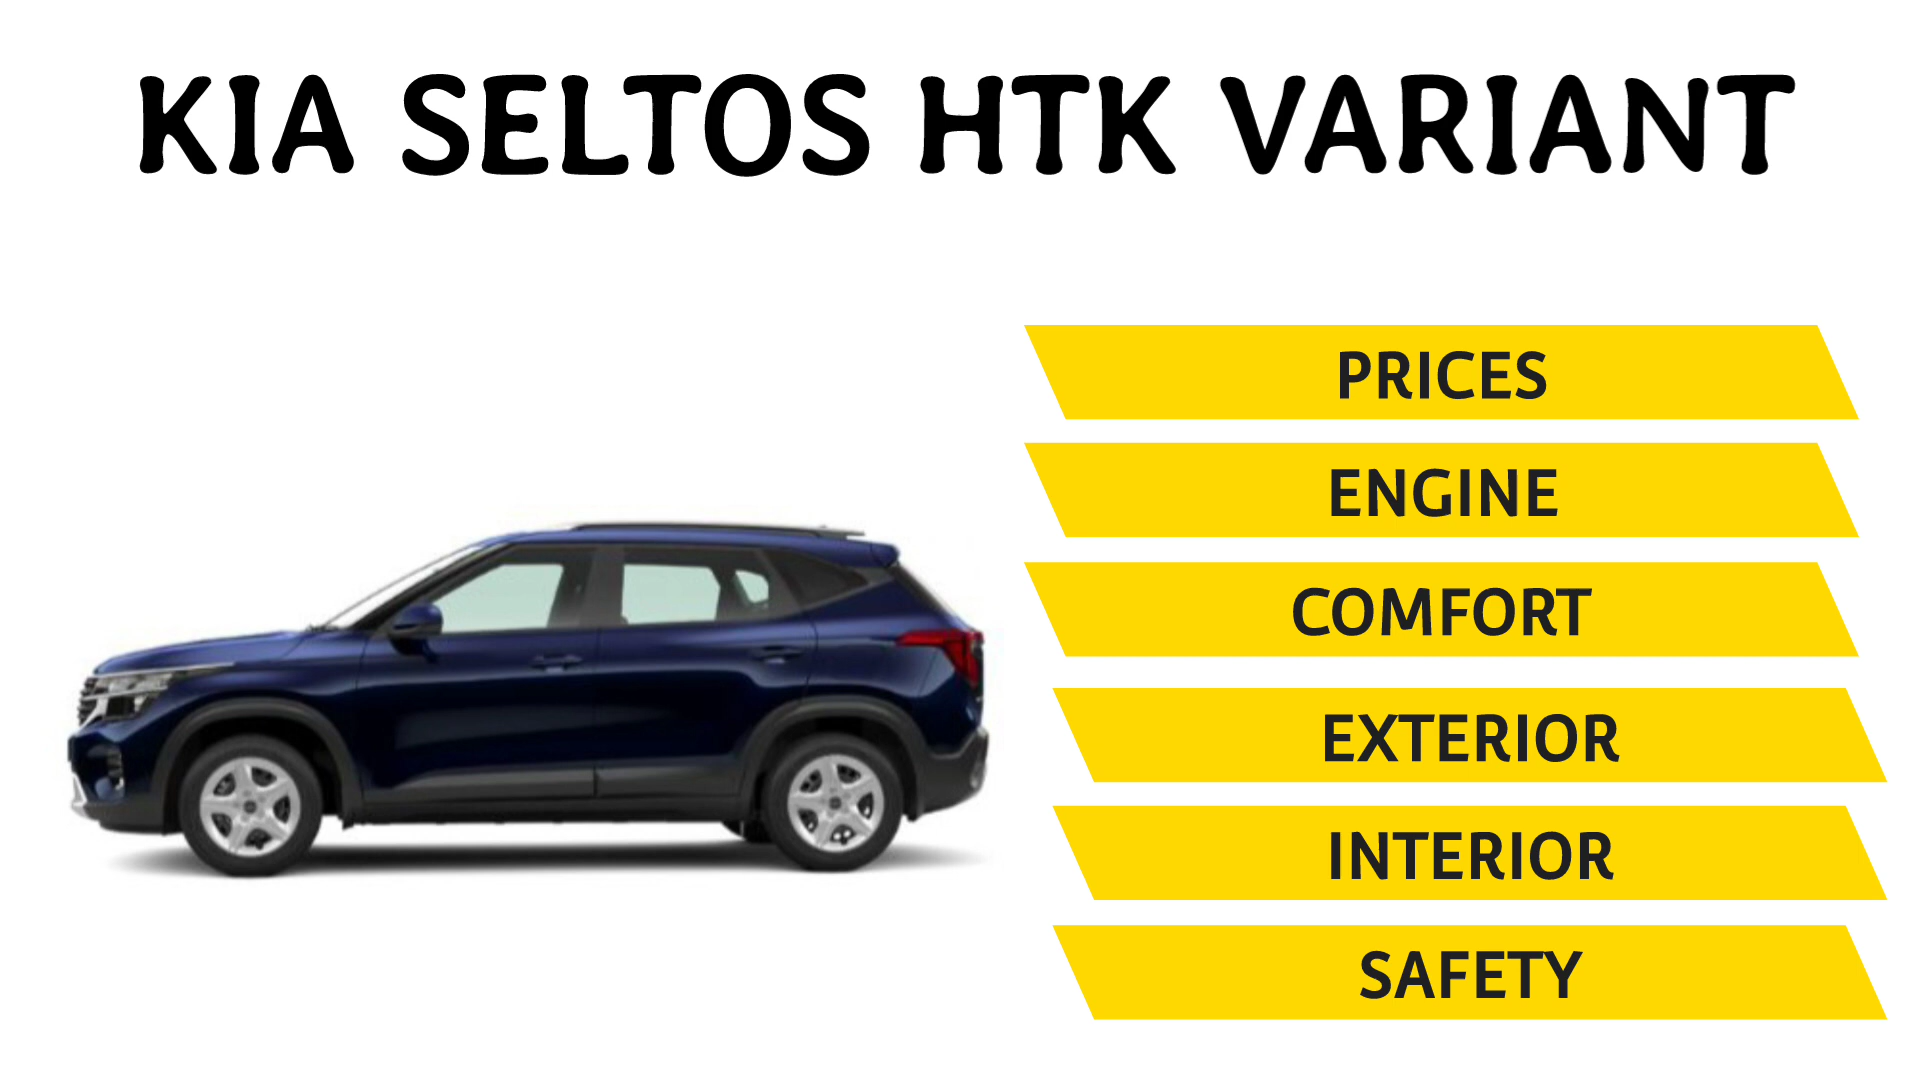 KIA SELTOS HTK VARIANT
PRICES
ENGINE
COMFORT
EXTERIOR
INTERIOR
SAFETY